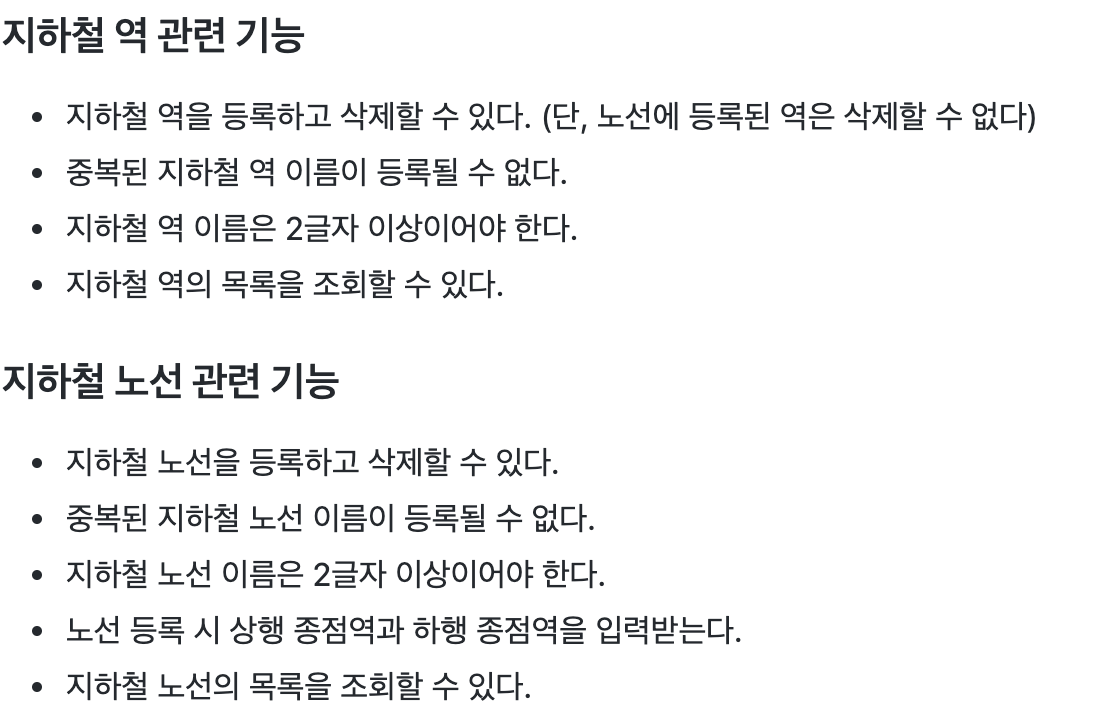 지하철 역 관련 기능
• 지하철 역을 등록하고 삭제할 수 있다. (단, 노선에 등록된 역은 삭제할 수 없다)
• 중복된 지하철 역 이름이 등록될 수 없다.
• 지하철 역 이름은 2글자 이상이어야 한다.
• 지하철 역의 목록을 조회할 수 있다.
지하철 노선 관련 기능
• 지하철 노선을 등록하고 삭제할 수 있다.
• 중복된 지하철 노선 이름이 등록될 수 없다.
• 지하철 노선 이름은 2글자 이상이어야 한다.
• 노선 등록 시 상행 종점역과 하행 종점역을 입력받는다.
• 지하철 노선의 목록을 조회할 수 있다.